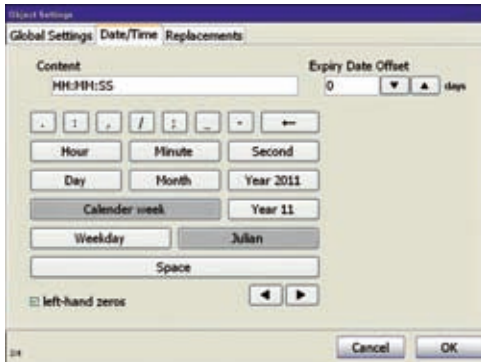 Object Settings
Global Settings Date/Time Replacements
Content Expiry Date Offset
HH:MM:SS 0 ▼ ▲ days
. : , / ; _ - ←
Hour Minute Second
Day Month Year 2011
Calender week Year 11
Weekday Julian
Space
left-hand zeros ◄ ►
Cancel OK